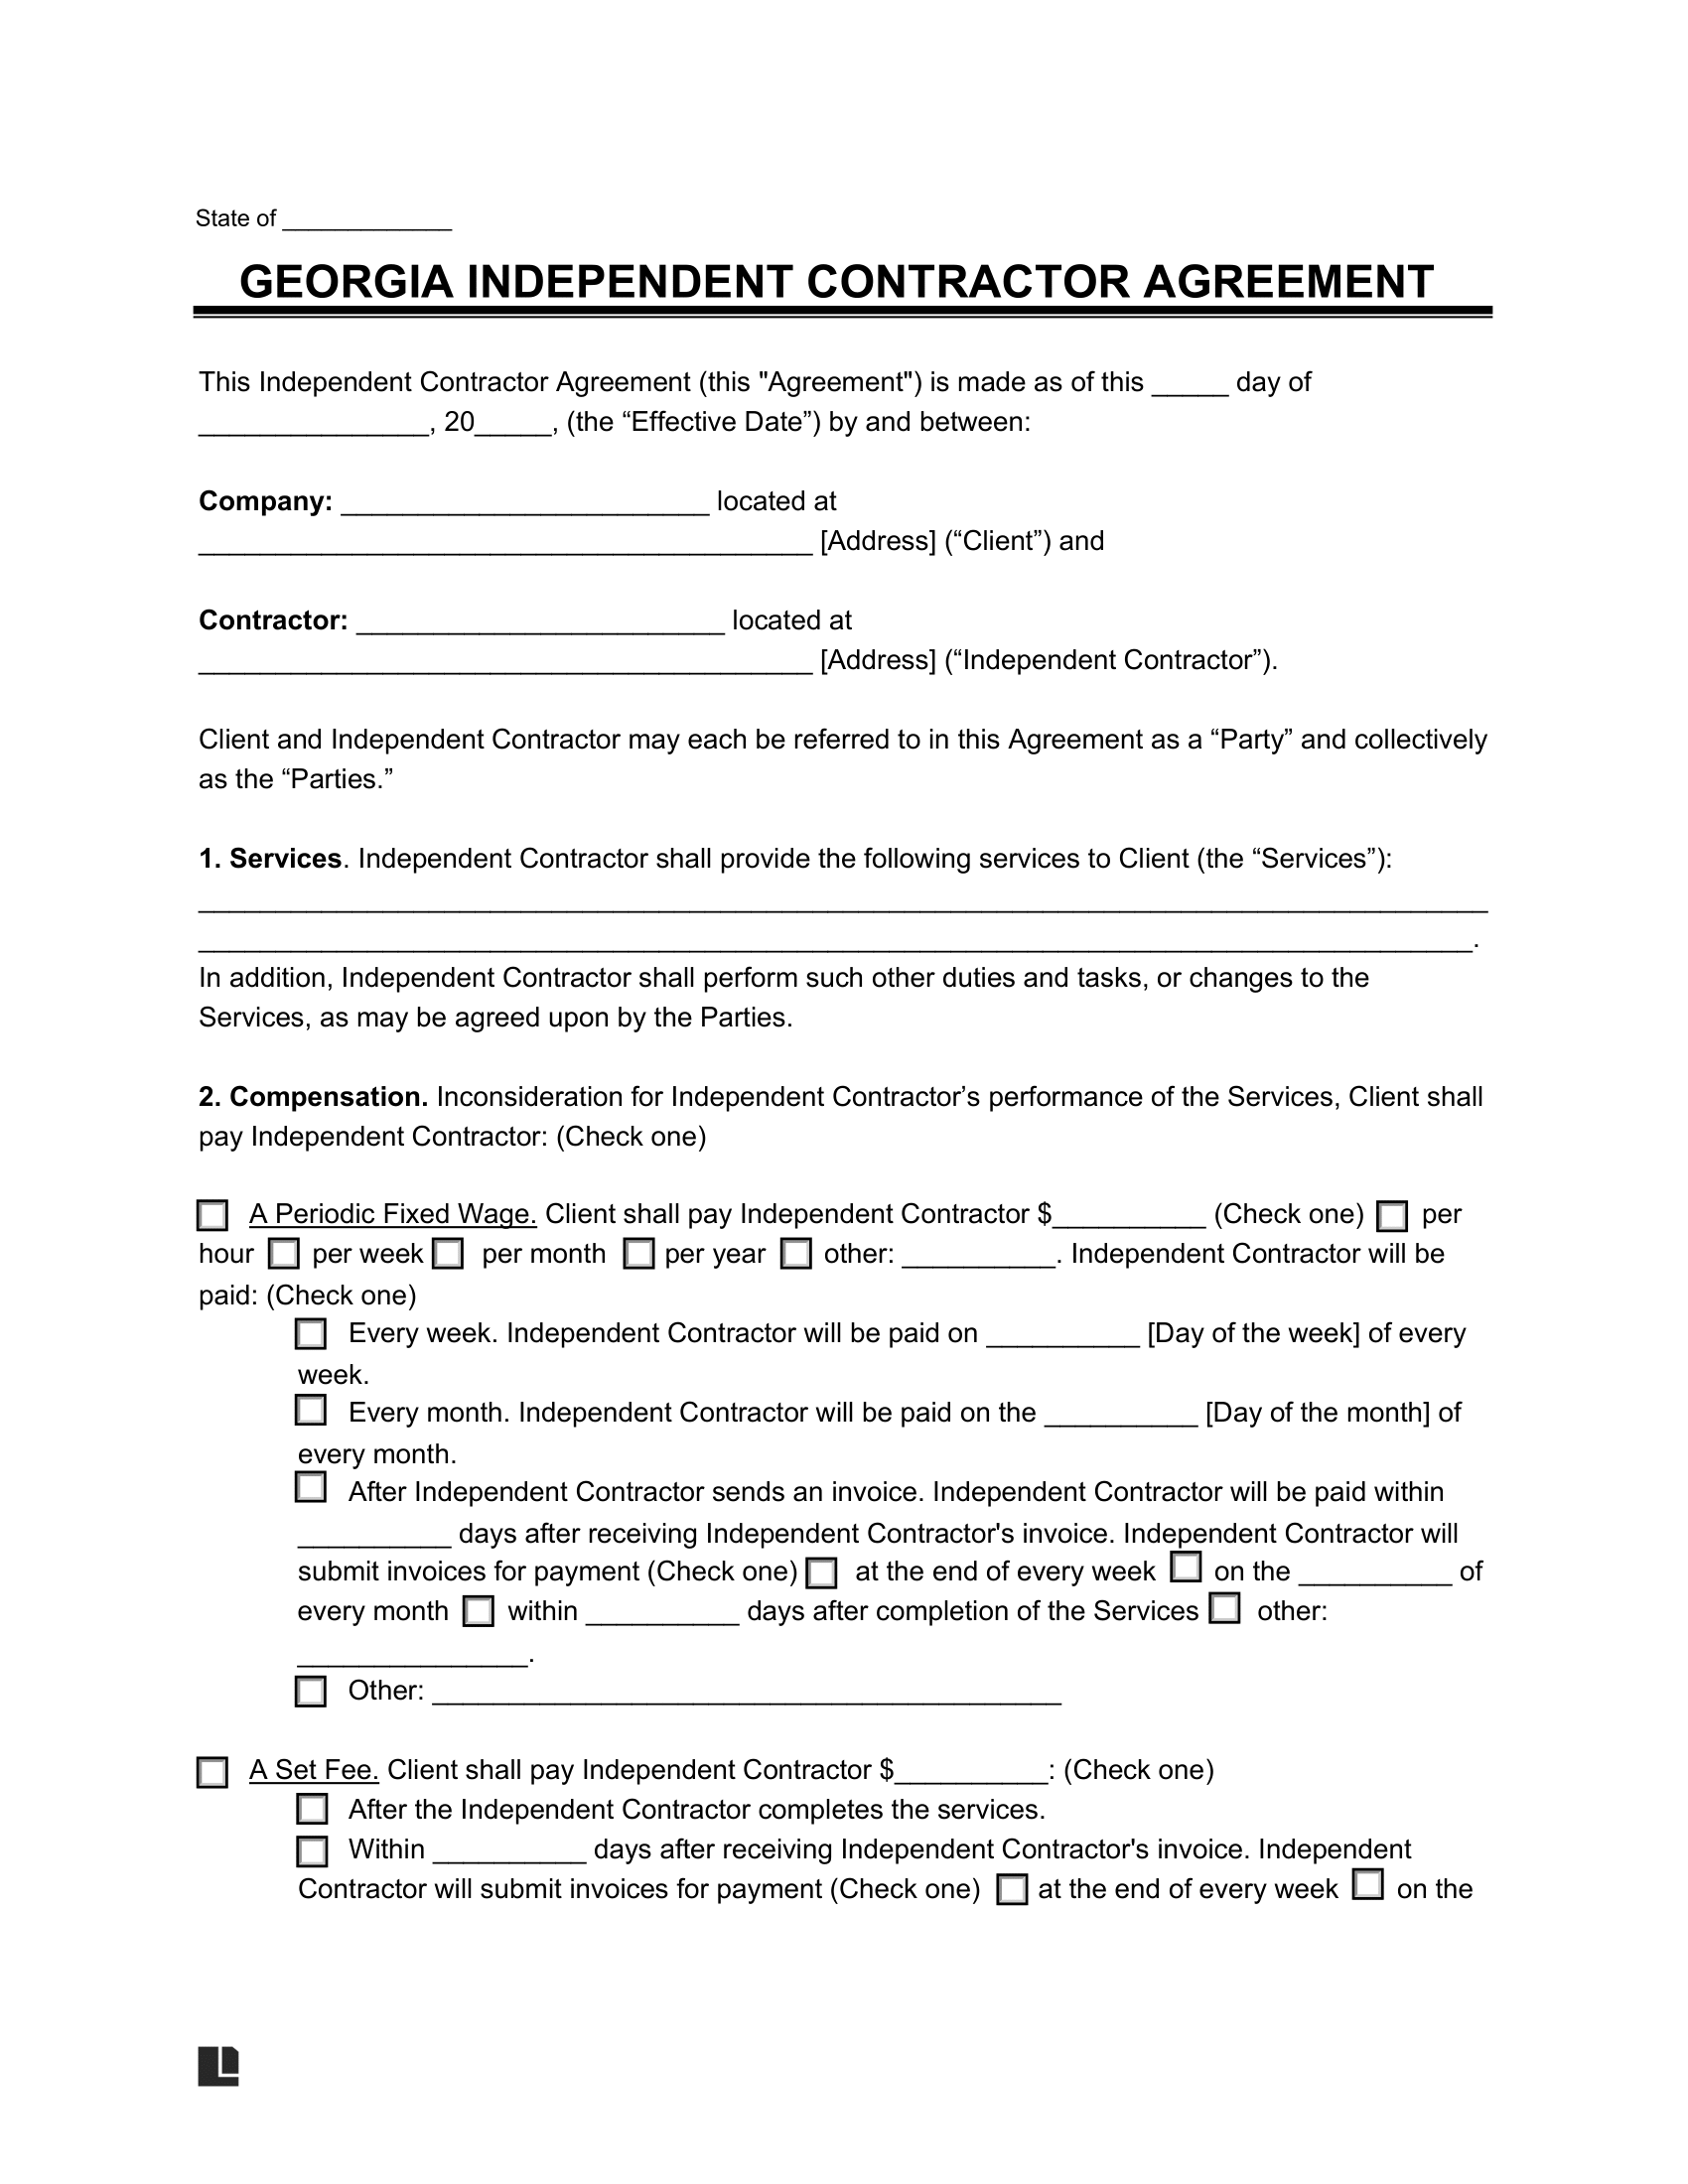 State of _____________
GEORGIA INDEPENDENT CONTRACTOR AGREEMENT
This Independent Contractor Agreement (this "Agreement") is made as of this _____ day of
_______________, 20_____, (the “Effective Date”) by and between:
Company: ________________________ located at
________________________________________ [Address] (“Client”) and
Contractor: ________________________ located at
________________________________________ [Address] (“Independent Contractor”).
Client and Independent Contractor may each be referred to in this Agreement as a “Party” and collectively
as the “Parties.”
1. Services. Independent Contractor shall provide the following services to Client (the “Services”):
____________________________________________________________________________________
___________________________________________________________________________________.
In addition, Independent Contractor shall perform such other duties and tasks, or changes to the
Services, as may be agreed upon by the Parties.
2. Compensation. Inconsideration for Independent Contractor’s performance of the Services, Client shall
pay Independent Contractor: (Check one)
☐ A Periodic Fixed Wage. Client shall pay Independent Contractor $__________ (Check one) ☐ per
hour ☐ per week ☐ per month ☐ per year ☐ other: __________. Independent Contractor will be
paid: (Check one)
☐ Every week. Independent Contractor will be paid on __________ [Day of the week] of every
week.
☐ Every month. Independent Contractor will be paid on the __________ [Day of the month] of
every month.
☐ After Independent Contractor sends an invoice. Independent Contractor will be paid within
__________ days after receiving Independent Contractor's invoice. Independent Contractor will
submit invoices for payment (Check one) ☐ at the end of every week ☐ on the __________ of
every month ☐ within __________ days after completion of the Services ☐ other:
_______________.
☐ Other: _________________________________________
☐ A Set Fee. Client shall pay Independent Contractor $__________: (Check one)
☐ After the Independent Contractor completes the services.
☐ Within __________ days after receiving Independent Contractor's invoice. Independent
Contractor will submit invoices for payment (Check one) ☐ at the end of every week ☐ on the